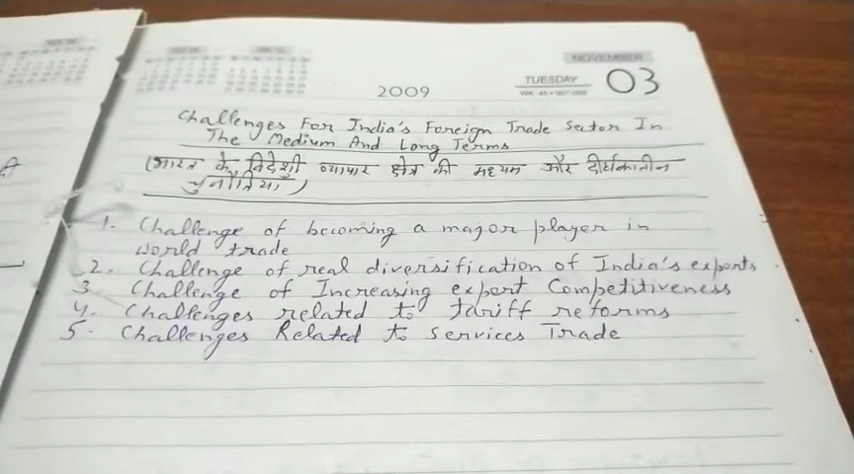 NOVEMBER
2009
TUESDAY
03
Challenges For India's Foreign Trade Sector In
The Medium And Long Terms
(भारत के विदेशी व्यापार क्षेत्र की मध्यम और दीर्घकालीन
चुनौतियां)
1. Challenge of becoming a major player in
world trade
2. Challenge of real diversification of India's exports
3. Challenge of Increasing export Competitiveness
4. Challenges related to tariff reforms
5. Challenges Related to services Trade